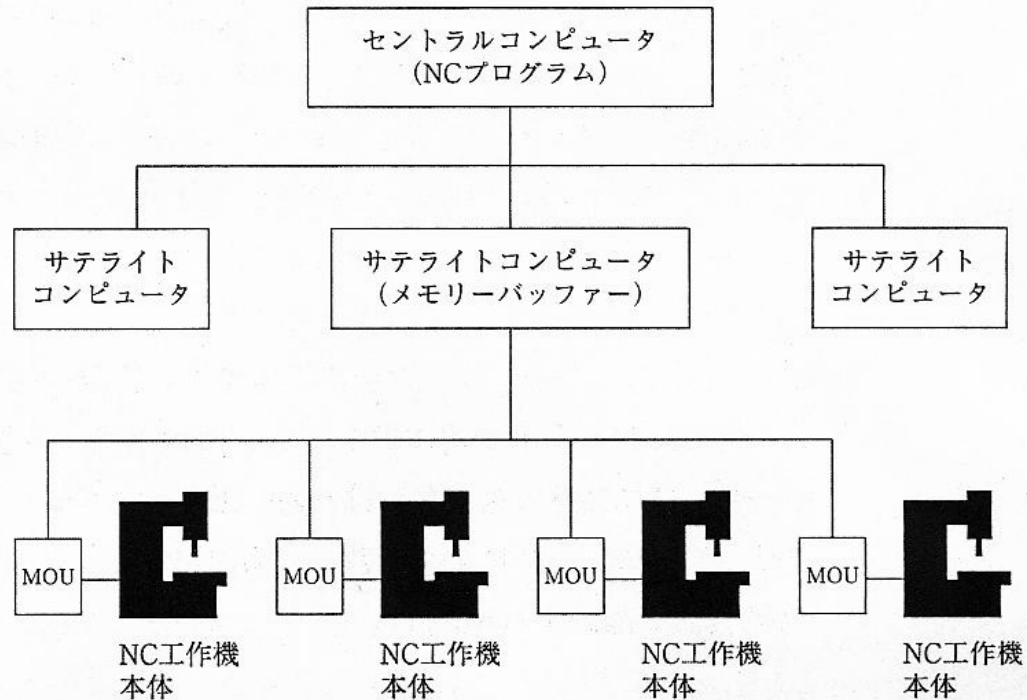 セントラルコンピュータ
(NCプログラム)
サテライト
コンピュータ
サテライトコンピュータ
(メモリーバッファー)
サテライト
コンピュータ
MOU
MOU
MOU
MOU
NC工作機
本体
NC工作機
本体
NC工作機
本体
NC工作機
本体